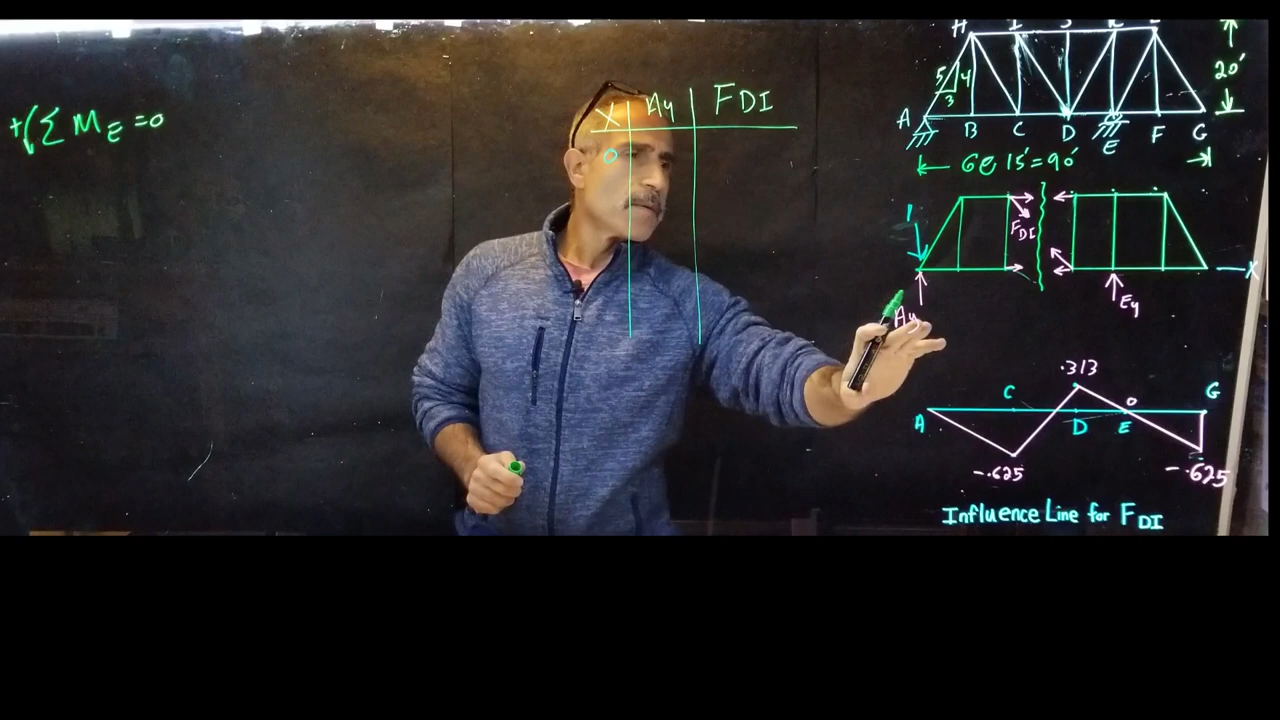 +(ΣM_E=0
X Ay FDI
0
H I J K L
5 4
3
20'
A B C D E F G
6@15'=90'
1
FDI
X
Ay
Ey
.313
A C D E 0 G
-.625 -.625
Influence Line for FDI